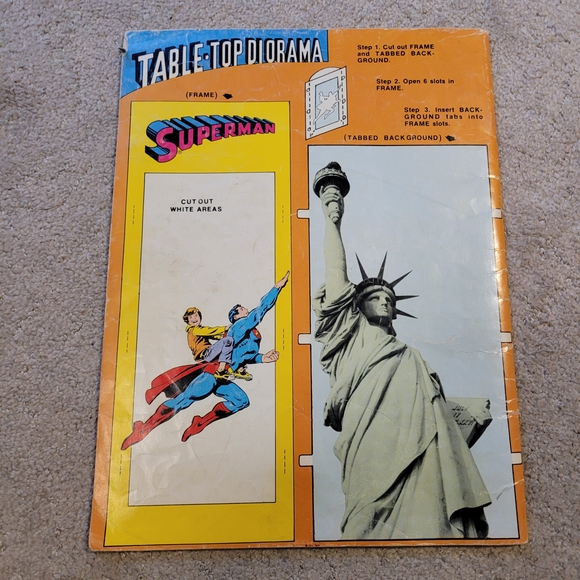 TABLE·TOP DIORAMA
Step 1. Cut out FRAME
and TABBED BACK-
GROUND.
Step 2. Open 6 slots in
FRAME.
Step 3. Insert BACK-
GROUND tabs into
FRAME slots.
(FRAME)
(TABBED BACKGROUND)
SUPERMAN
CUT OUT
WHITE AREAS